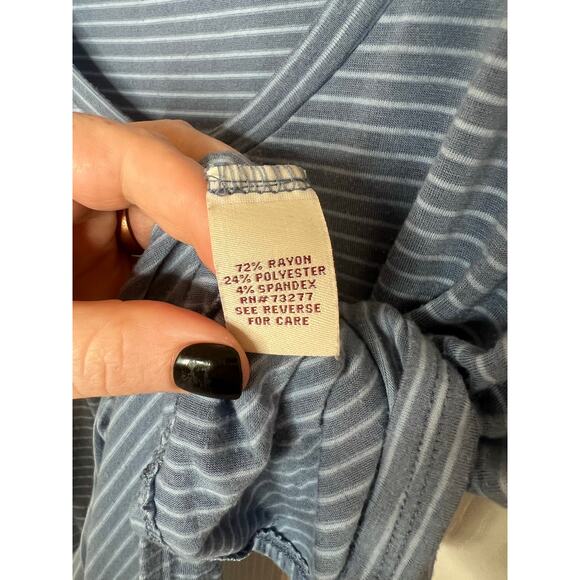 72% RAYON
24% POLYESTER
4% SPANDEX
RN#73277
SEE REVERSE
FOR CARE